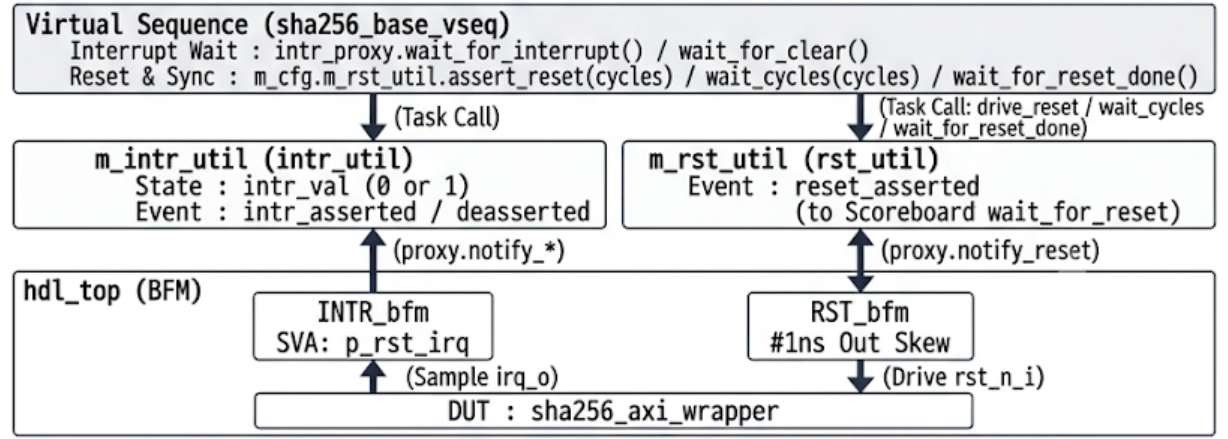 Virtual Sequence (sha256_base_vseq)
Interrupt Wait : intr_proxy.wait_for_interrupt() / wait_for_clear()
Reset & Sync : m_cfg.m_rst_util.assert_reset(cycles) / wait_cycles(cycles) / wait_for_reset_done()
(Task Call)
(Task Call: drive_reset / wait_cycles
/ wait_for_reset_done)
m_intr_util (intr_util)
State : intr_val (0 or 1)
Event : intr_asserted / deasserted
m_rst_util (rst_util)
Event : reset_asserted
(to Scoreboard wait_for_reset)
(proxy.notify_*)
(proxy.notify_reset)
hdl_top (BFM)
INTR_bfm
SVA: p_rst_irq
RST_bfm
#1ns Out Skew
(Sample irq_o)
(Drive rst_n_i)
DUT : sha256_axi_wrapper